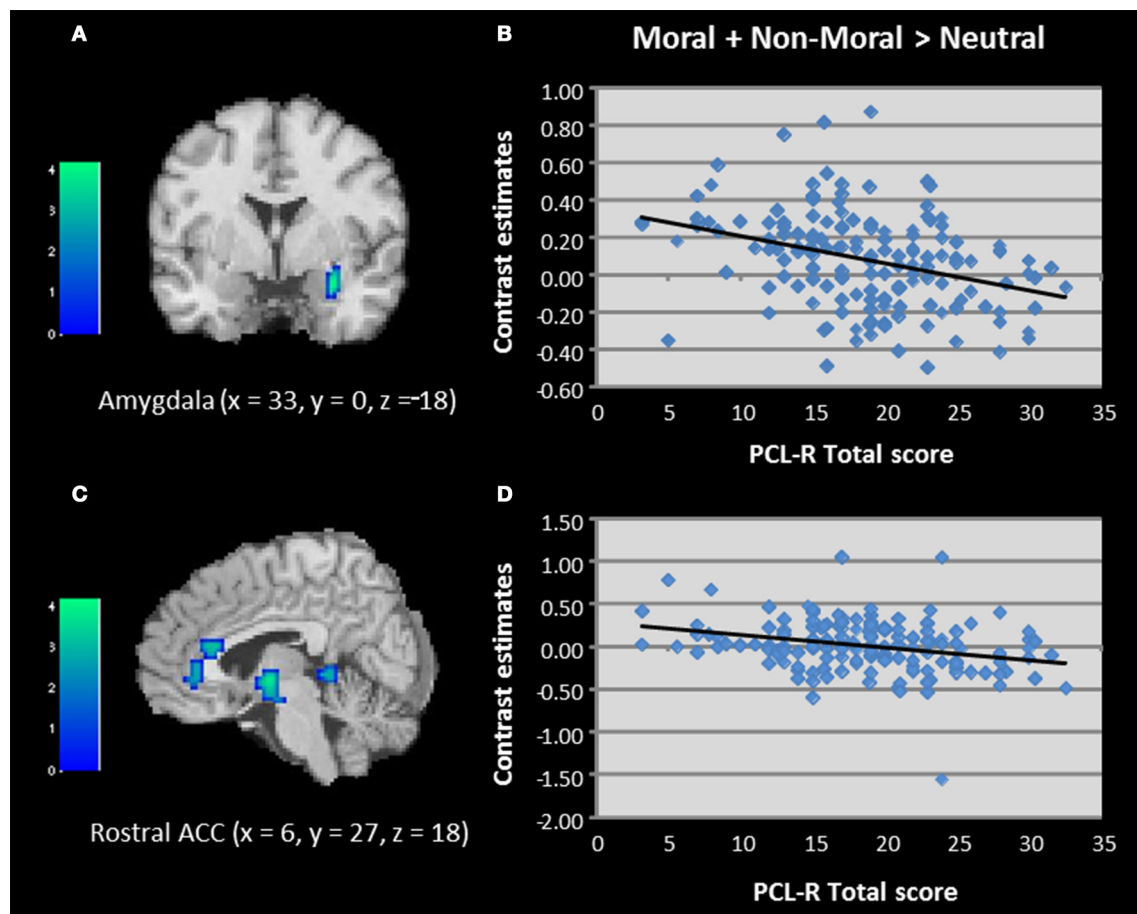 A
4
3
2
1
0
Amygdala (x = 33, y = 0, z =-18)
B
Moral + Non-Moral > Neutral
Contrast estimates
1.00
0.80
0.60
0.40
0.20
0.00
-0.20
-0.40
-0.60
0 5 10 15 20 25 30 35
PCL-R Total score
C
4
3
2
1
0
Rostral ACC (x = 6, y = 27, z = 18)
D
Contrast estimates
1.50
1.00
0.50
0.00
-0.50
-1.00
-1.50
-2.00
0 5 10 15 20 25 30 35
PCL-R Total score